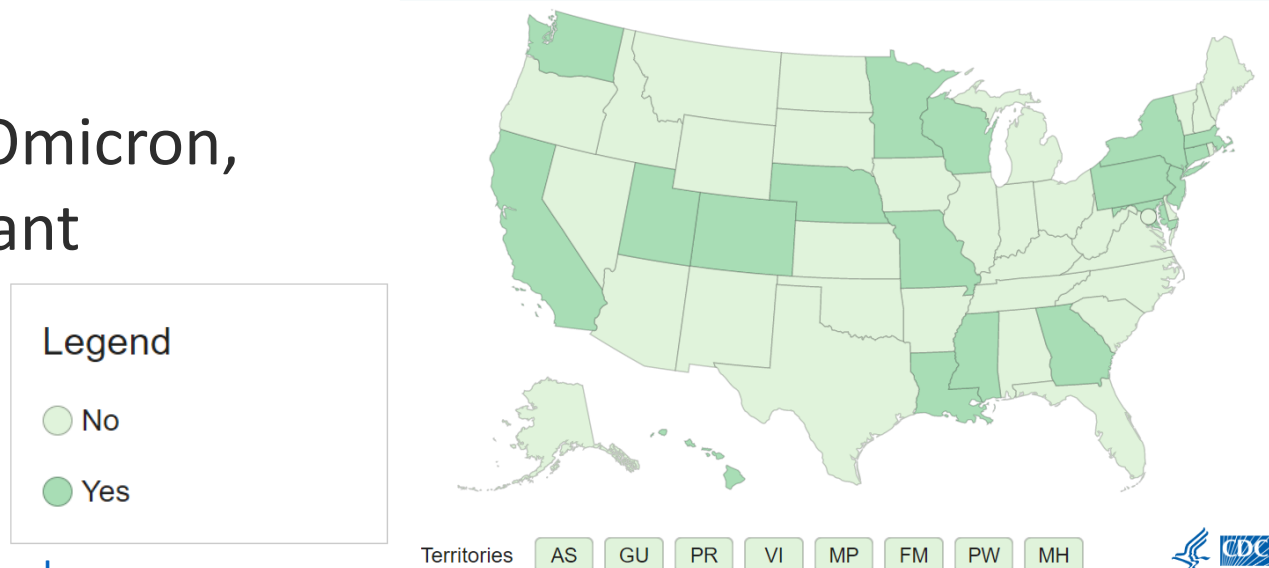 Omicron,
ant
Legend
No
Yes
Territories AS GU PR VI MP FM PW MH
CDC